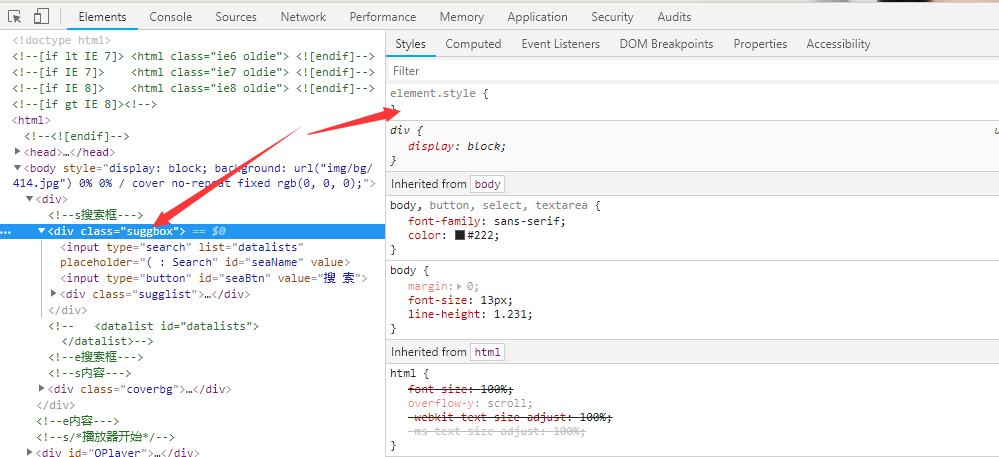 Elements Console Sources Network Performance Memory Application Security Audits
<!doctype html>
<!--[if lt IE 7]> <html class="ie6 oldie"> <![endif]-->
<!--[if IE 7]> <html class="ie7 oldie"> <![endif]-->
<!--[if IE 8]> <html class="ie8 oldie"> <![endif]-->
<!--[if gt IE 8]><!-->
<html>
<!--<![endif]-->
<head>…</head>
<body style="display: block; background: url("img/bg/
414.jpg") 0% 0% / cover no-repeat fixed rgb(0, 0, 0);">
<div>
<!--s搜索框--->
… <div class="suggbox"> == $0
<input type="search" list="datalists"
placeholder="( : Search" id="seaName" value>
<input type="button" id="seaBtn" value="搜 索">
<div class="sugglist">…</div>
</div>
<!-- <datalist id="datalists">
</datalist>-->
<!--e搜索框--->
<!--s内容--->
<div class="coverbg">…</div>
</div>
<!--e内容--->
<!--s/*播放器开始*/-->
<div id="QPlayer">…</div>
Styles Computed Event Listeners DOM Breakpoints Properties Accessibility
Filter
element.style {
}
div { u
display: block;
}
Inherited from body
body, button, select, textarea {
font-family: sans-serif;
color: #222;
}
body {
margin: 0;
font-size: 13px;
line-height: 1.231;
}
Inherited from html
html {
font-size: 100%;
overflow-y: scroll;
-webkit-text-size-adjust: 100%;
-ms-text-size-adjust: 100%;
}